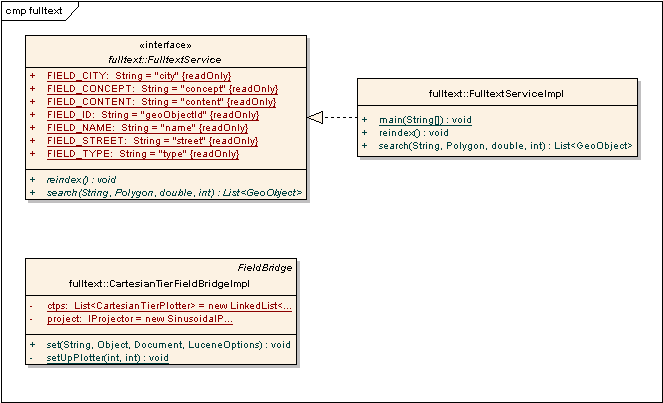 cmp fulltext
«interface»
fulltext::FulltextService
+ FIELD_CITY: String = "city" {readOnly}
+ FIELD_CONCEPT: String = "concept" {readOnly}
+ FIELD_CONTENT: String = "content" {readOnly}
+ FIELD_ID: String = "geoObjectId" {readOnly}
+ FIELD_NAME: String = "name" {readOnly}
+ FIELD_STREET: String = "street" {readOnly}
+ FIELD_TYPE: String = "type" {readOnly}
+ reindex() : void
+ search(String, Polygon, double, int) : List<GeoObject>
fulltext::FulltextServiceImpl
+ main(String[]) : void
+ reindex() : void
+ search(String, Polygon, double, int) : List<GeoObject>
FieldBridge
fulltext::CartesianTierFieldBridgeImpl
- ctps: List<CartesianTierPlotter> = new LinkedList<...
- project: IProjector = new SinusoidalP...
+ set(String, Object, Document, LuceneOptions) : void
- setUpPlotter(int, int) : void